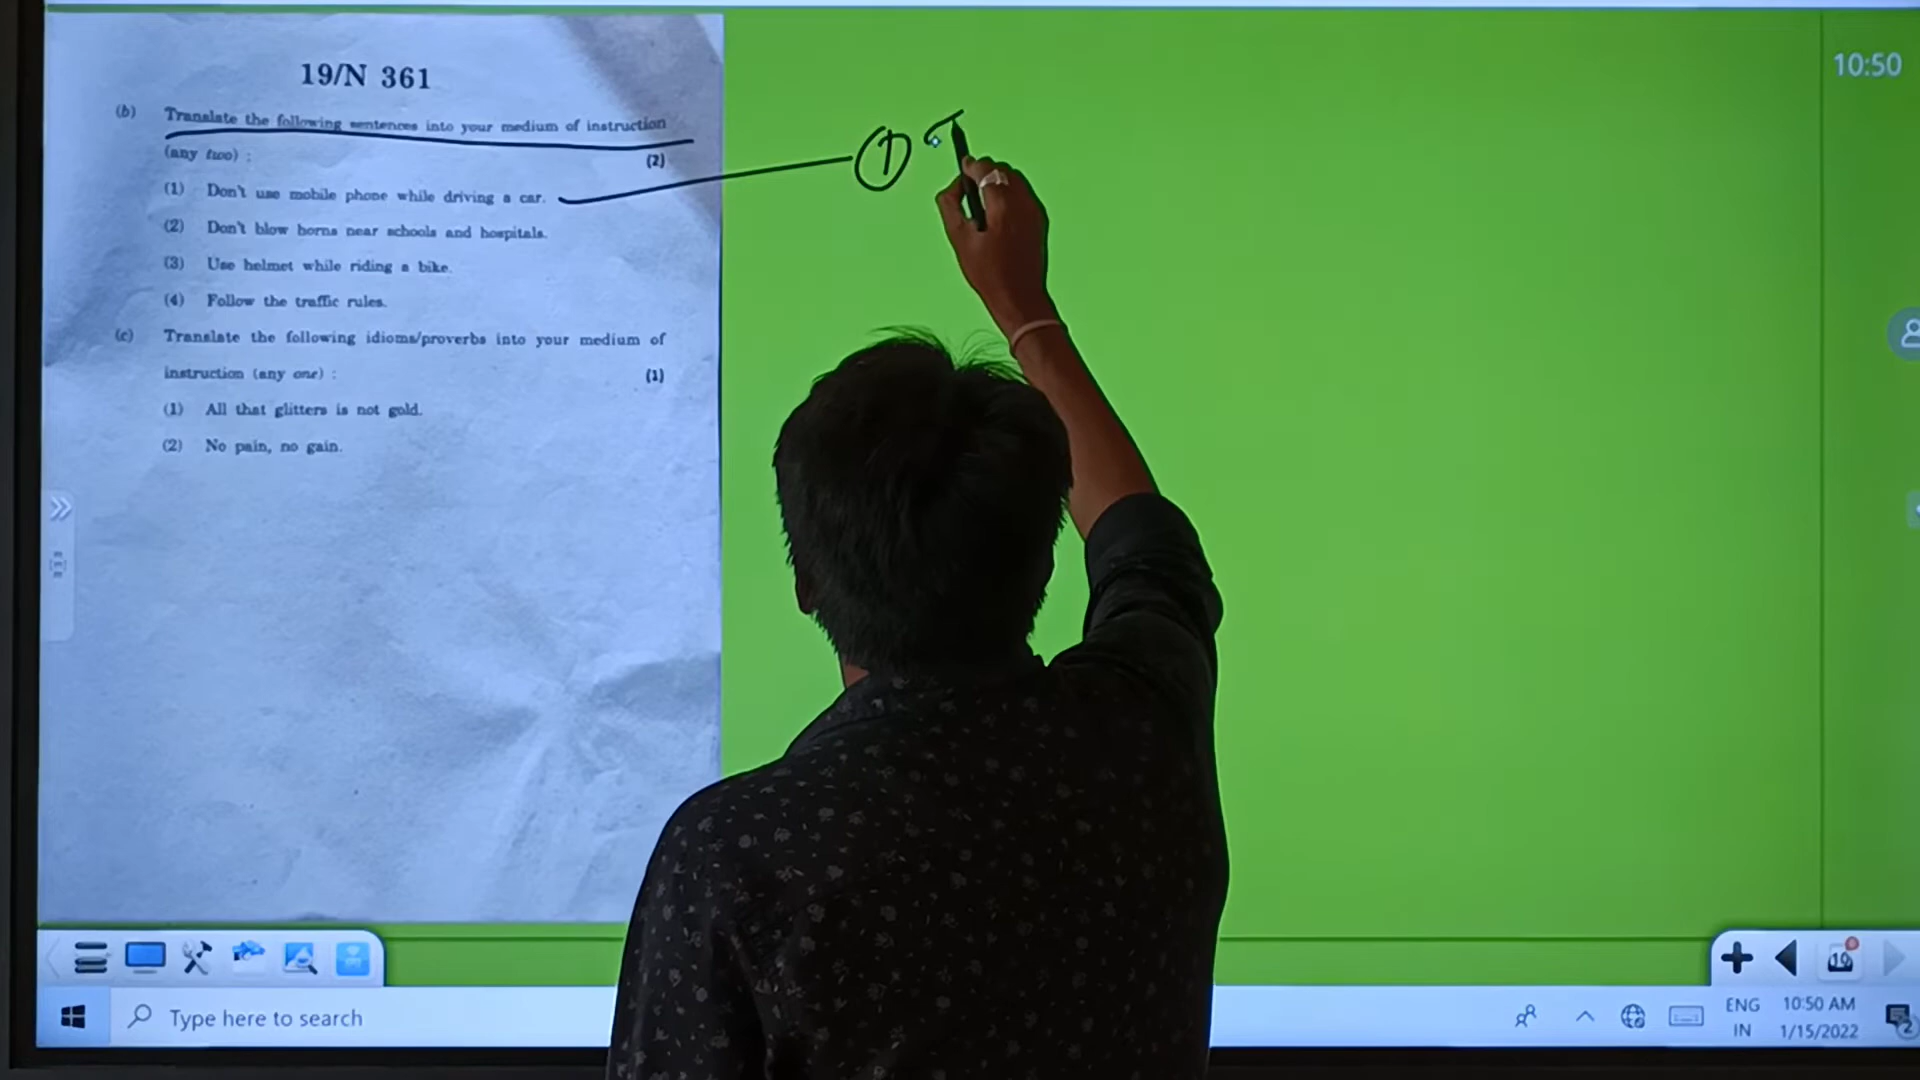 10:50
19/N 361
(b) Translate the following sentences into your medium of instruction
(any two) : (2)
(1) Don't use mobile phone while driving a car.
(2) Don't blow horns near schools and hospitals.
(3) Use helmet while riding a bike.
(4) Follow the traffic rules.
(c) Translate the following idioms/proverbs into your medium of
instruction (any one) : (1)
(1) All that glitters is not gold.
(2) No pain, no gain.
1
19
Type here to search
ENG
IN
10:50 AM
1/15/2022
2